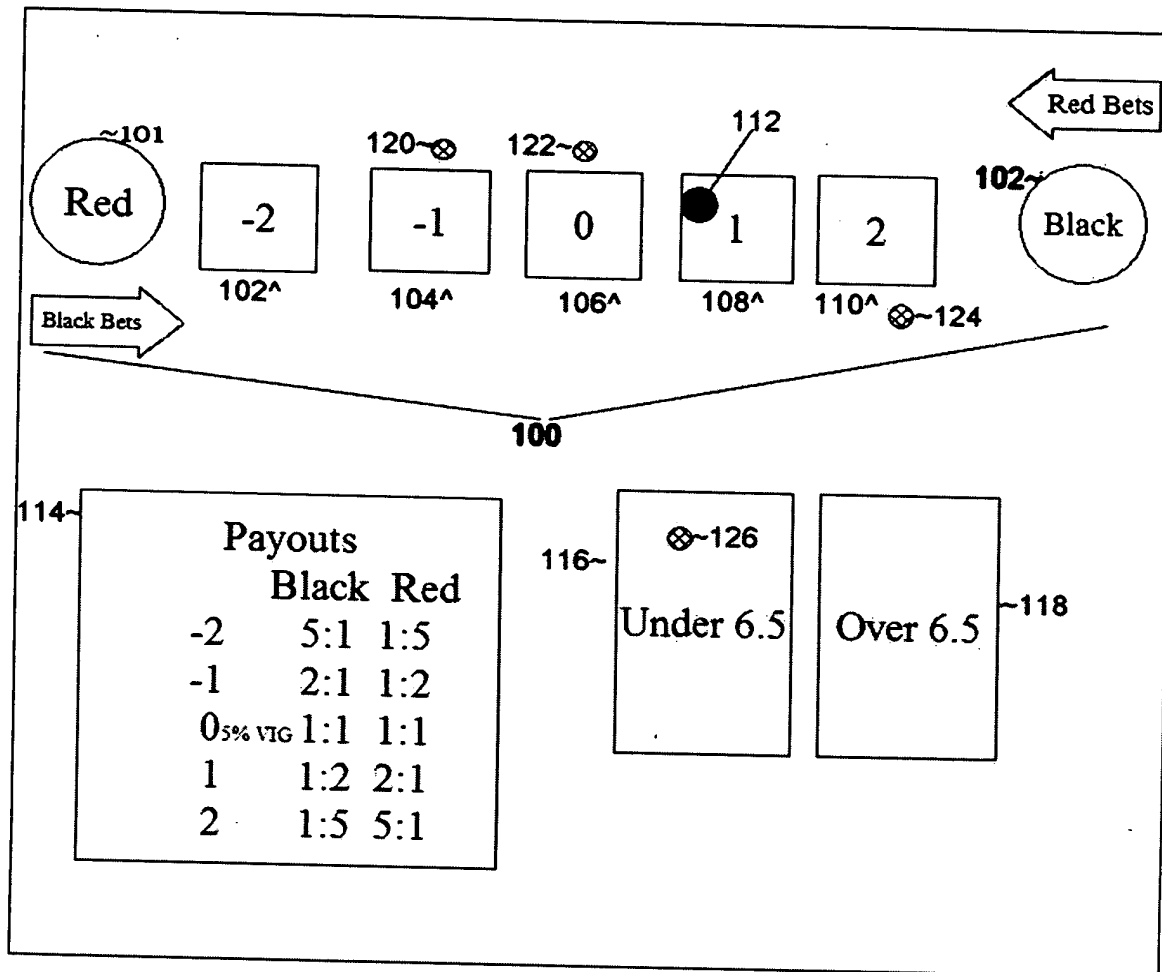 Red Bets
~101
120~
122~
112
102~
Red
-2
-1
0
1
2
Black
102^
104^
106^
108^
110^
~124
Black Bets
100
114~
Payouts
Black Red
-2 5:1 1:5
-1 2:1 1:2
0 5% VIG 1:1 1:1
1 1:2 2:1
2 1:5 5:1
116~
~126
Under 6.5
Over 6.5
~118